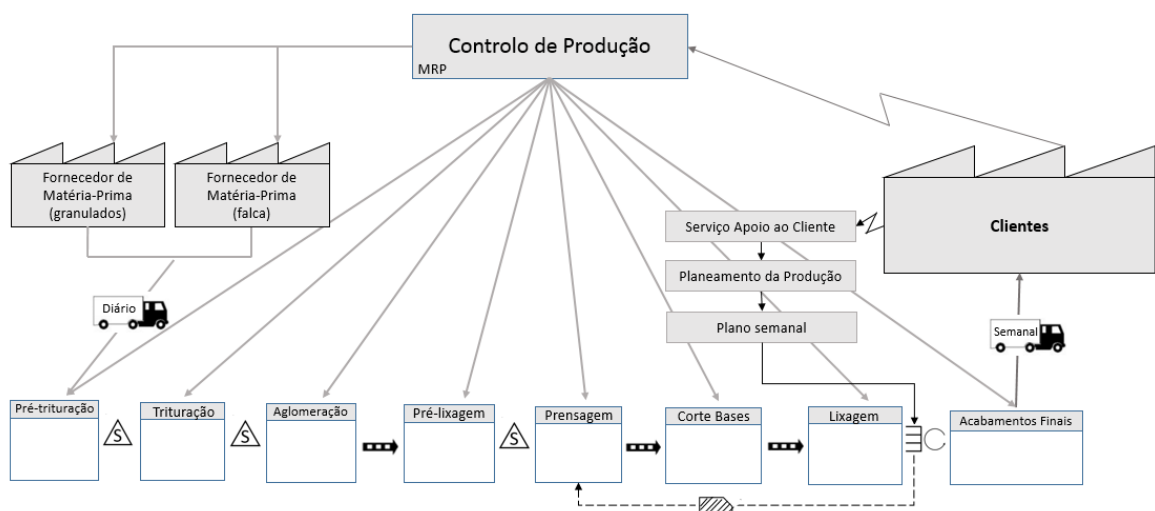 Controlo de Produção
MRP
Fornecedor de
Matéria-Prima
(granulados)
Fornecedor de
Matéria-Prima
(falca)
Serviço Apoio ao Cliente
Clientes
Planeamento da Produção
Diário
Plano semanal
Semanal
Pré-trituração
S
Trituração
S
Aglomeração
Pré-lixagem
S
Prensagem
Corte Bases
Lixagem
Acabamentos Finais